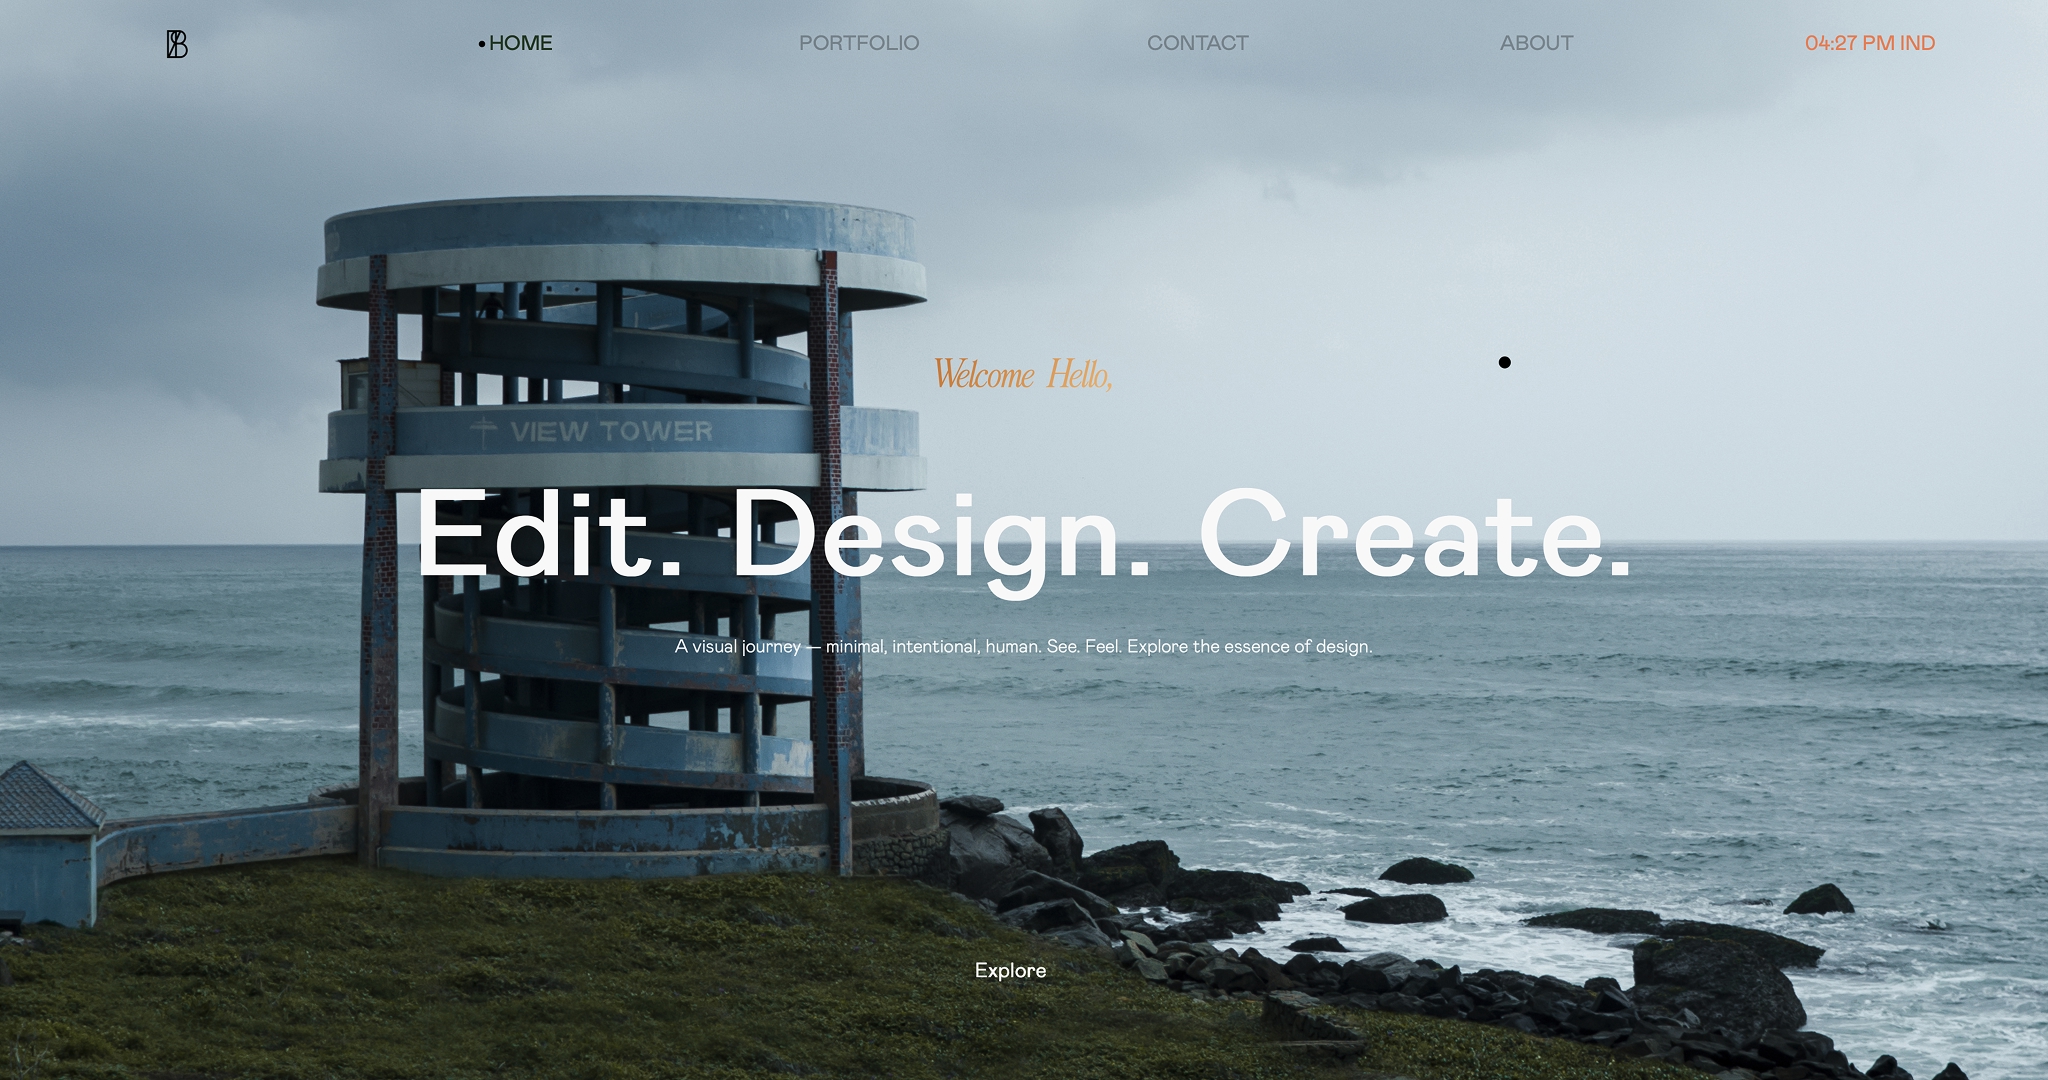 HOME
PORTFOLIO
CONTACT
ABOUT
04:27 PM IND
Welcome Hello,
VIEW TOWER
Edit. Design. Create.
A visual journey — minimal, intentional, human. See. Feel. Explore the essence of design.
Explore